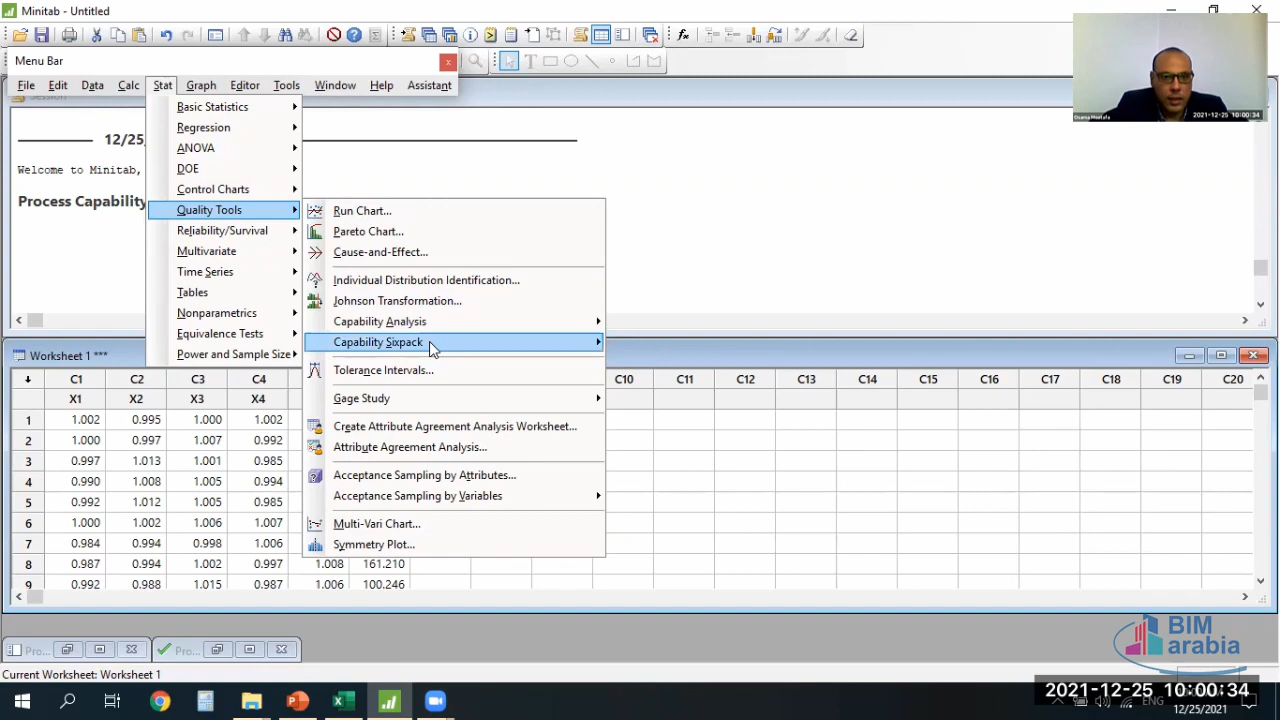 Minitab - Untitled
Menu Bar
File Edit Data Calc Stat Graph Editor Tools Window Help Assistant
Osama Mostafa
2021-12-25 10:00:34
12/25/
Welcome to Minitab,
Process Capability
Basic Statistics
Regression
ANOVA
DOE
Control Charts
Quality Tools
Reliability/Survival
Multivariate
Time Series
Tables
Nonparametrics
Equivalence Tests
Power and Sample Size
Run Chart...
Pareto Chart...
Cause-and-Effect...
Individual Distribution Identification...
Johnson Transformation...
Capability Analysis
Capability Sixpack
Tolerance Intervals...
Gage Study
Create Attribute Agreement Analysis Worksheet...
Attribute Agreement Analysis...
Acceptance Sampling by Attributes...
Acceptance Sampling by Variables
Multi-Vari Chart...
Symmetry Plot...
Worksheet 1 ***
C1 C2 C3 C4 C10 C11 C12 C13 C14 C15 C16 C17 C18 C19 C20
X1 X2 X3 X4
1 1.002 0.995 1.000 1.002
2 1.000 0.997 1.007 0.992
3 0.997 1.013 1.001 0.985
4 0.990 1.008 1.005 0.994
5 0.992 1.012 1.005 0.985
6 1.000 1.002 1.006 1.007
7 0.984 0.994 0.998 1.006
8 0.987 0.994 1.002 0.997 1.008 161.210
9 0.992 0.988 1.015 0.987 1.006 100.246
BIM
arabia
Pro... Pro...
Current Worksheet: Worksheet 1
2021-12-25 10:00:34
12/25/2021